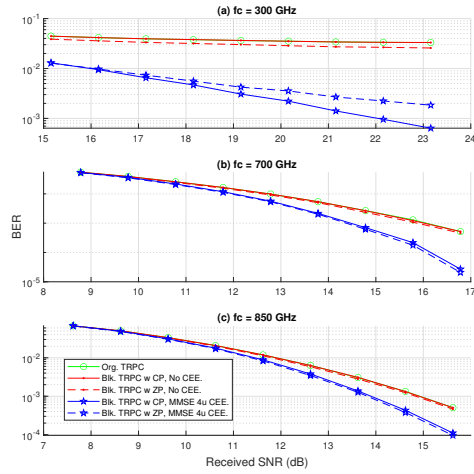 (a) fc = 300 GHz
10^-1
10^-2
10^-3
15 16 17 18 19 20 21 22 23 24
(b) fc = 700 GHz
BER
10^-5
8 9 10 11 12 13 14 15 16 17
(c) fc = 850 GHz
10^-2
10^-3
10^-4
Org. TRPC
Blk. TRPC w CP, No CEE.
Blk. TRPC w ZP, No CEE.
Blk. TRPC w CP, MMSE 4u CEE.
Blk. TRPC w ZP, MMSE 4u CEE.
7 8 9 10 11 12 13 14 15 16
Received SNR (dB)